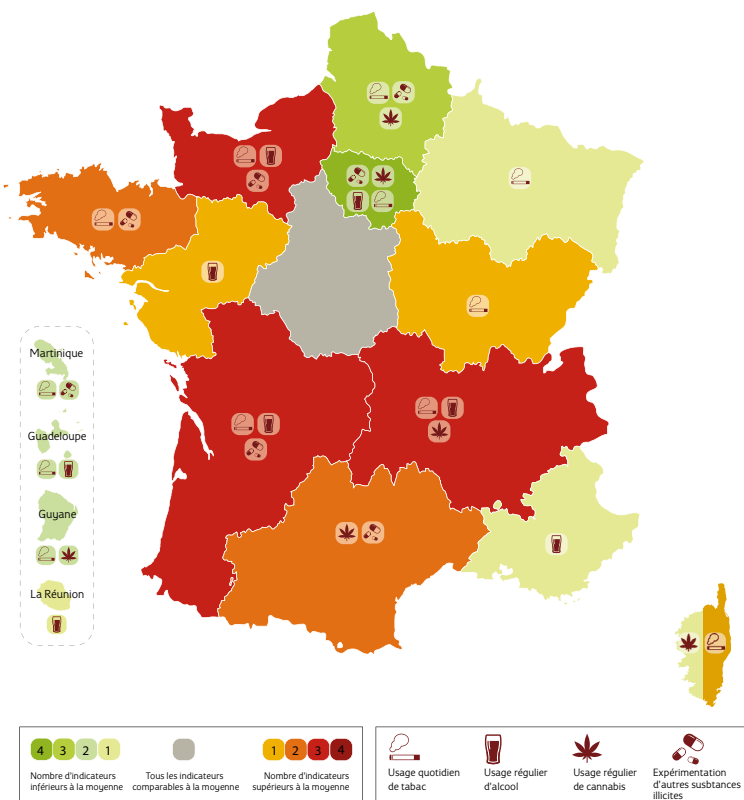 Martinique
Guadeloupe
Guyane
La Réunion
4 3 2 1
1 2 3 4
Nombre d'indicateurs
inférieurs à la moyenne
Tous les indicateurs
comparables à la moyenne
Nombre d'indicateurs
supérieurs à la moyenne
Usage quotidien
de tabac
Usage régulier
d'alcool
Usage régulier
de cannabis
Expérimentation
d'autres susbtances
illicites